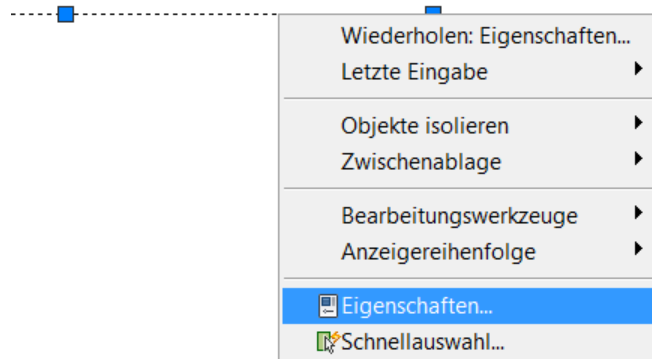 Wiederholen: Eigenschaften...
Letzte Eingabe
Objekte isolieren
Zwischenablage
Bearbeitungswerkzeuge
Anzeigereihenfolge
Eigenschaften...
Schnellauswahl...